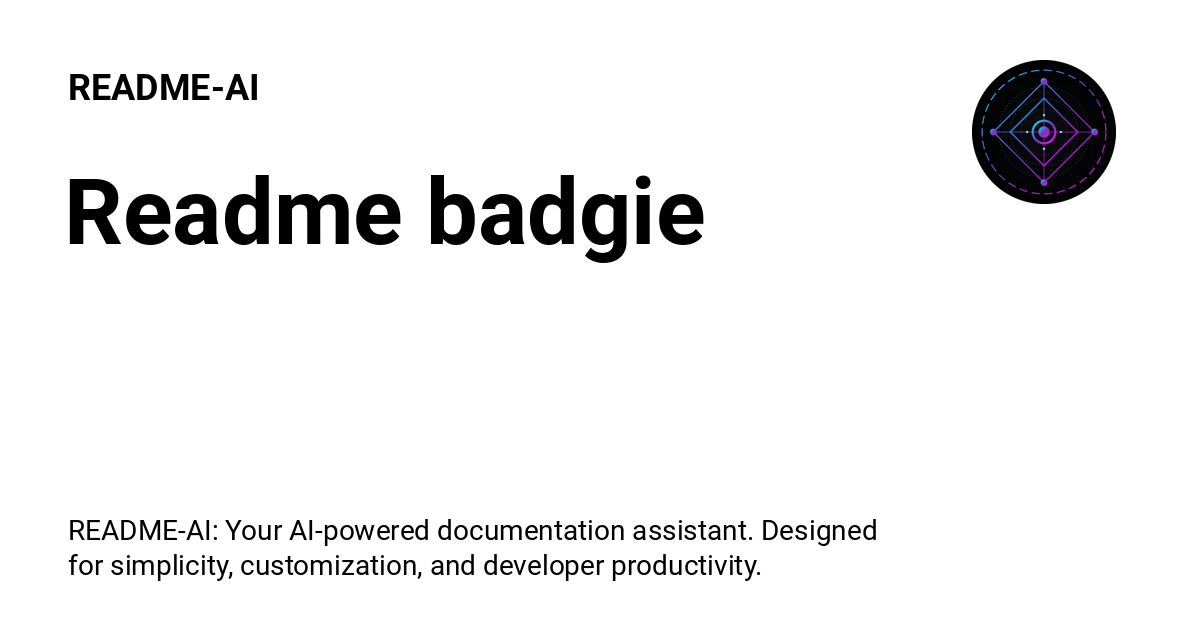 README-AI
Readme badgie
README-AI: Your AI-powered documentation assistant. Designed
for simplicity, customization, and developer productivity.